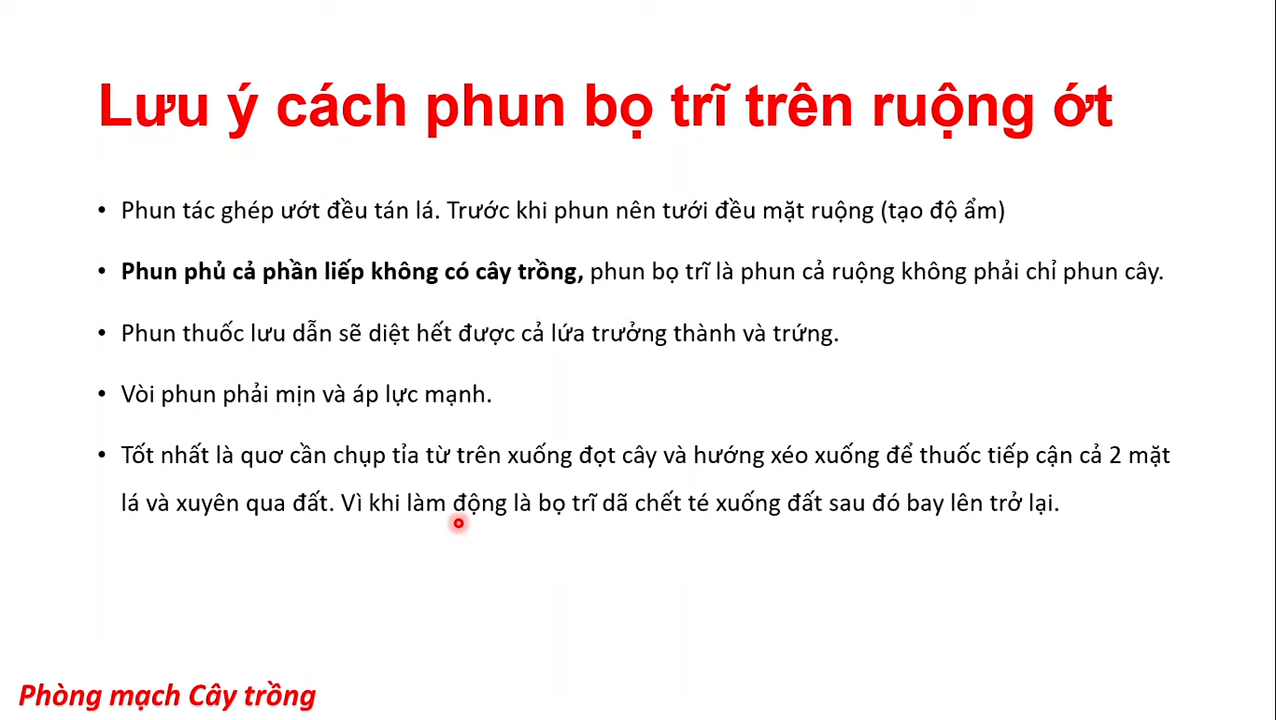 Lưu ý cách phun bọ trĩ trên ruộng ớt
• Phun tác ghép ướt đều tán lá. Trước khi phun nên tưới đều mặt ruộng (tạo độ ẩm)
• Phun phủ cả phần liếp không có cây trồng, phun bọ trĩ là phun cả ruộng không phải chỉ phun cây.
• Phun thuốc lưu dẫn sẽ diệt hết được cả lứa trưởng thành và trứng.
• Vòi phun phải mịn và áp lực mạnh.
• Tốt nhất là quơ cần chụp tỉa từ trên xuống đọt cây và hướng xéo xuống để thuốc tiếp cận cả 2 mặt
lá và xuyên qua đất. Vì khi làm động là bọ trĩ dã chết té xuống đất sau đó bay lên trở lại.
Phòng mạch Cây trồng